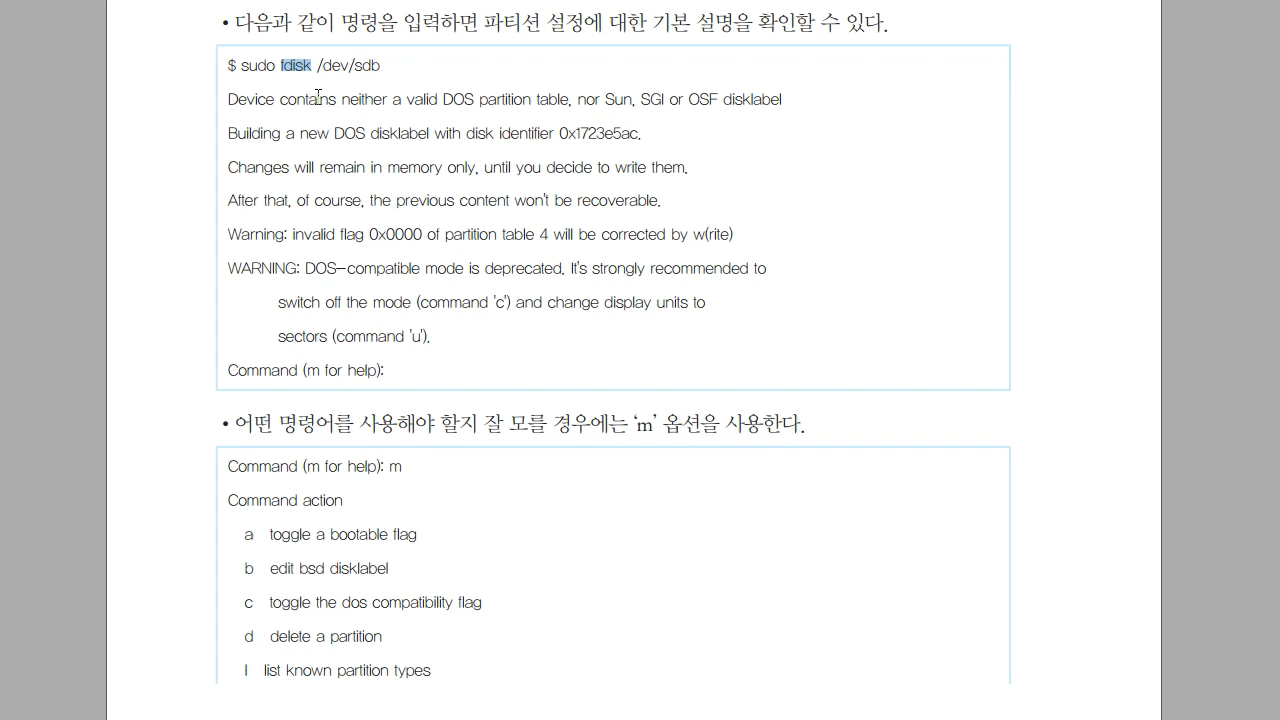 • 다음과 같이 명령을 입력하면 파티션 설정에 대한 기본 설명을 확인할 수 있다.
$ sudo fdisk /dev/sdb
Device contains neither a valid DOS partition table, nor Sun, SGI or OSF disklabel
Building a new DOS disklabel with disk identifier 0x1723e5ac.
Changes will remain in memory only, until you decide to write them.
After that, of course, the previous content won't be recoverable.
Warning: invalid flag 0x0000 of partition table 4 will be corrected by w(rite)
WARNING: DOS-compatible mode is deprecated. It's strongly recommended to
switch off the mode (command 'c') and change display units to
sectors (command 'u').
Command (m for help):
• 어떤 명령어를 사용해야 할지 잘 모를 경우에는 ‘m’ 옵션을 사용한다.
Command (m for help): m
Command action
a toggle a bootable flag
b edit bsd disklabel
c toggle the dos compatibility flag
d delete a partition
l list known partition types